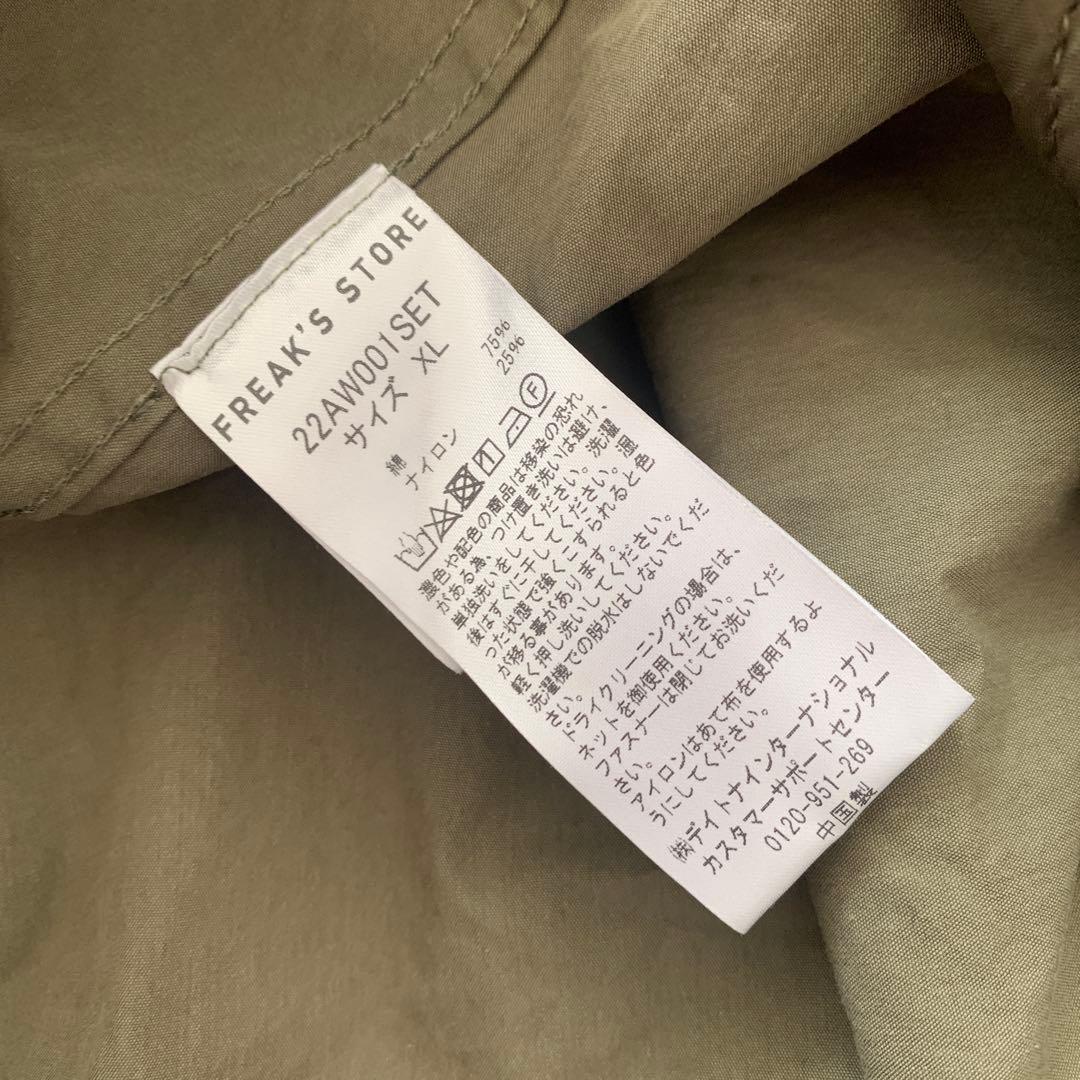 FREAK'S STORE
22AW001SET
サイズ XL
綿 75%
ナイロン 25%
F
濃色や配色の商品は移染の恐れ
がある為、つけ置き洗いは避け、
単独洗いをしてください。洗濯
後はすぐに干してください。湿
った状態で強くこすられると色
が移る事があります。
軽く押し洗いしてください。
洗濯機での脱水はしないでくだ
さい。
ドライクリーニングの場合は、
ネットを御使用ください。
ファスナーは閉じてお洗いくだ
さい。
アイロンはあて布を使用するよ
うにしてください。
㈱デイトナインターナショナル
カスタマーサポートセンター
0120-951-269
中国製